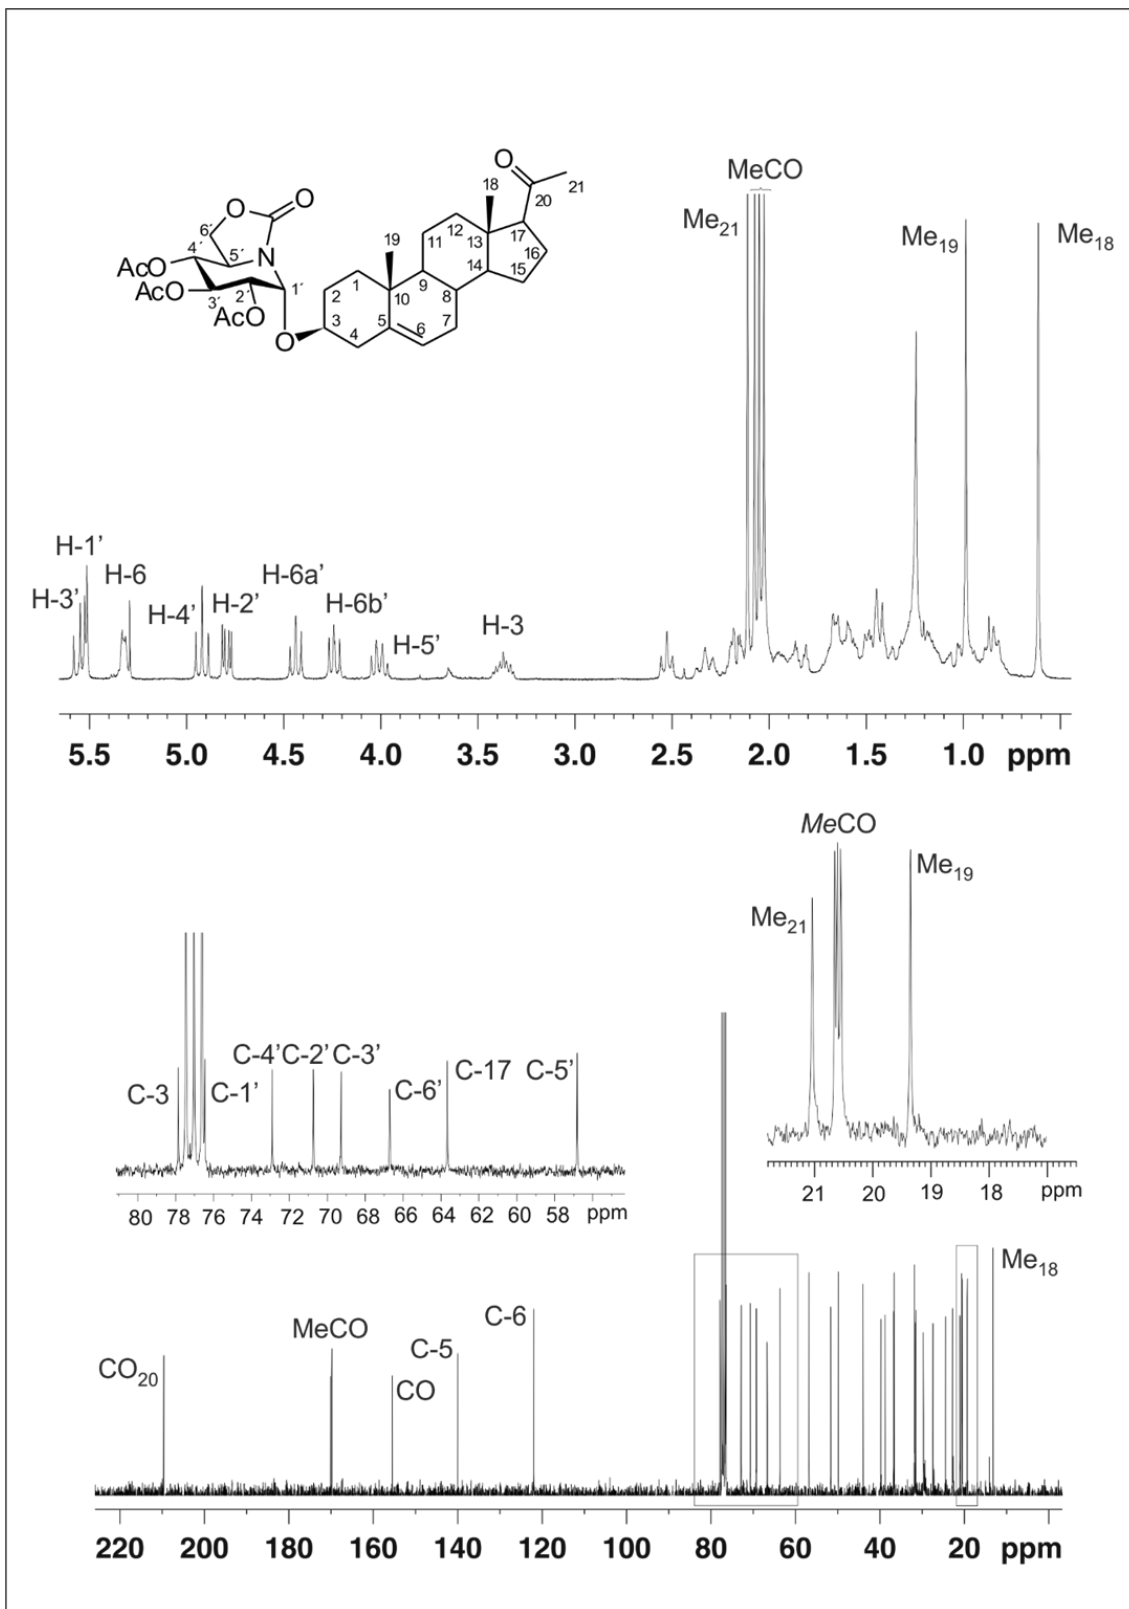 O
18
21
MeCO
20
O
O
12
17
Me21
6'
19
11
13
16
Me19
Me18
4'
5'
N
14
15
AcO
1
9
8
AcO
2'
1'
2
10
3'
AcO
3
5
7
O
4
6
H-1'
H-3'
H-6
H-4'
H-2'
H-6a'
H-6b'
H-5'
H-3
5.5 5.0 4.5 4.0 3.5 3.0 2.5 2.0 1.5 1.0 ppm
MeCO
Me19
Me21
C-3
C-1'
C-4'
C-2'
C-3'
C-6'
C-17
C-5'
80 78 76 74 72 70 68 66 64 62 60 58 ppm
21 20 19 18 ppm
Me18
CO20
MeCO
CO
C-5
C-6
220 200 180 160 140 120 100 80 60 40 20 ppm